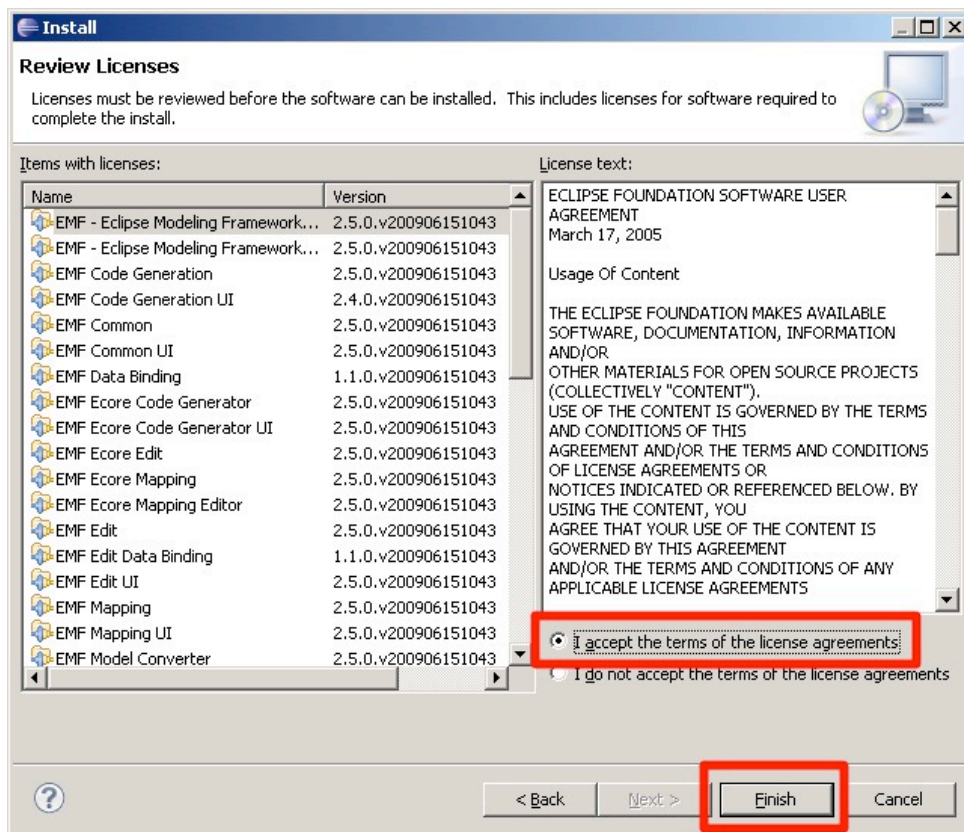 Install
Review Licenses
Licenses must be reviewed before the software can be installed. This includes licenses for software required to
complete the install.
Items with licenses:
Name Version
EMF - Eclipse Modeling Framework... 2.5.0.v200906151043
EMF - Eclipse Modeling Framework... 2.5.0.v200906151043
EMF Code Generation 2.5.0.v200906151043
EMF Code Generation UI 2.4.0.v200906151043
EMF Common 2.5.0.v200906151043
EMF Common UI 2.5.0.v200906151043
EMF Data Binding 1.1.0.v200906151043
EMF Ecore Code Generator 2.5.0.v200906151043
EMF Ecore Code Generator UI 2.5.0.v200906151043
EMF Ecore Edit 2.5.0.v200906151043
EMF Ecore Mapping 2.5.0.v200906151043
EMF Ecore Mapping Editor 2.5.0.v200906151043
EMF Edit 2.5.0.v200906151043
EMF Edit Data Binding 1.1.0.v200906151043
EMF Edit UI 2.5.0.v200906151043
EMF Mapping 2.5.0.v200906151043
EMF Mapping UI 2.5.0.v200906151043
EMF Model Converter 2.5.0.v200906151043
License text:
ECLIPSE FOUNDATION SOFTWARE USER
AGREEMENT
March 17, 2005
Usage Of Content
THE ECLIPSE FOUNDATION MAKES AVAILABLE
SOFTWARE, DOCUMENTATION, INFORMATION
AND/OR
OTHER MATERIALS FOR OPEN SOURCE PROJECTS
(COLLECTIVELY "CONTENT").
USE OF THE CONTENT IS GOVERNED BY THE TERMS
AND CONDITIONS OF THIS
AGREEMENT AND/OR THE TERMS AND CONDITIONS
OF LICENSE AGREEMENTS OR
NOTICES INDICATED OR REFERENCED BELOW. BY
USING THE CONTENT, YOU
AGREE THAT YOUR USE OF THE CONTENT IS
GOVERNED BY THIS AGREEMENT
AND/OR THE TERMS AND CONDITIONS OF ANY
APPLICABLE LICENSE AGREEMENTS
I accept the terms of the license agreements
I do not accept the terms of the license agreements
?
< Back
Next >
Finish
Cancel